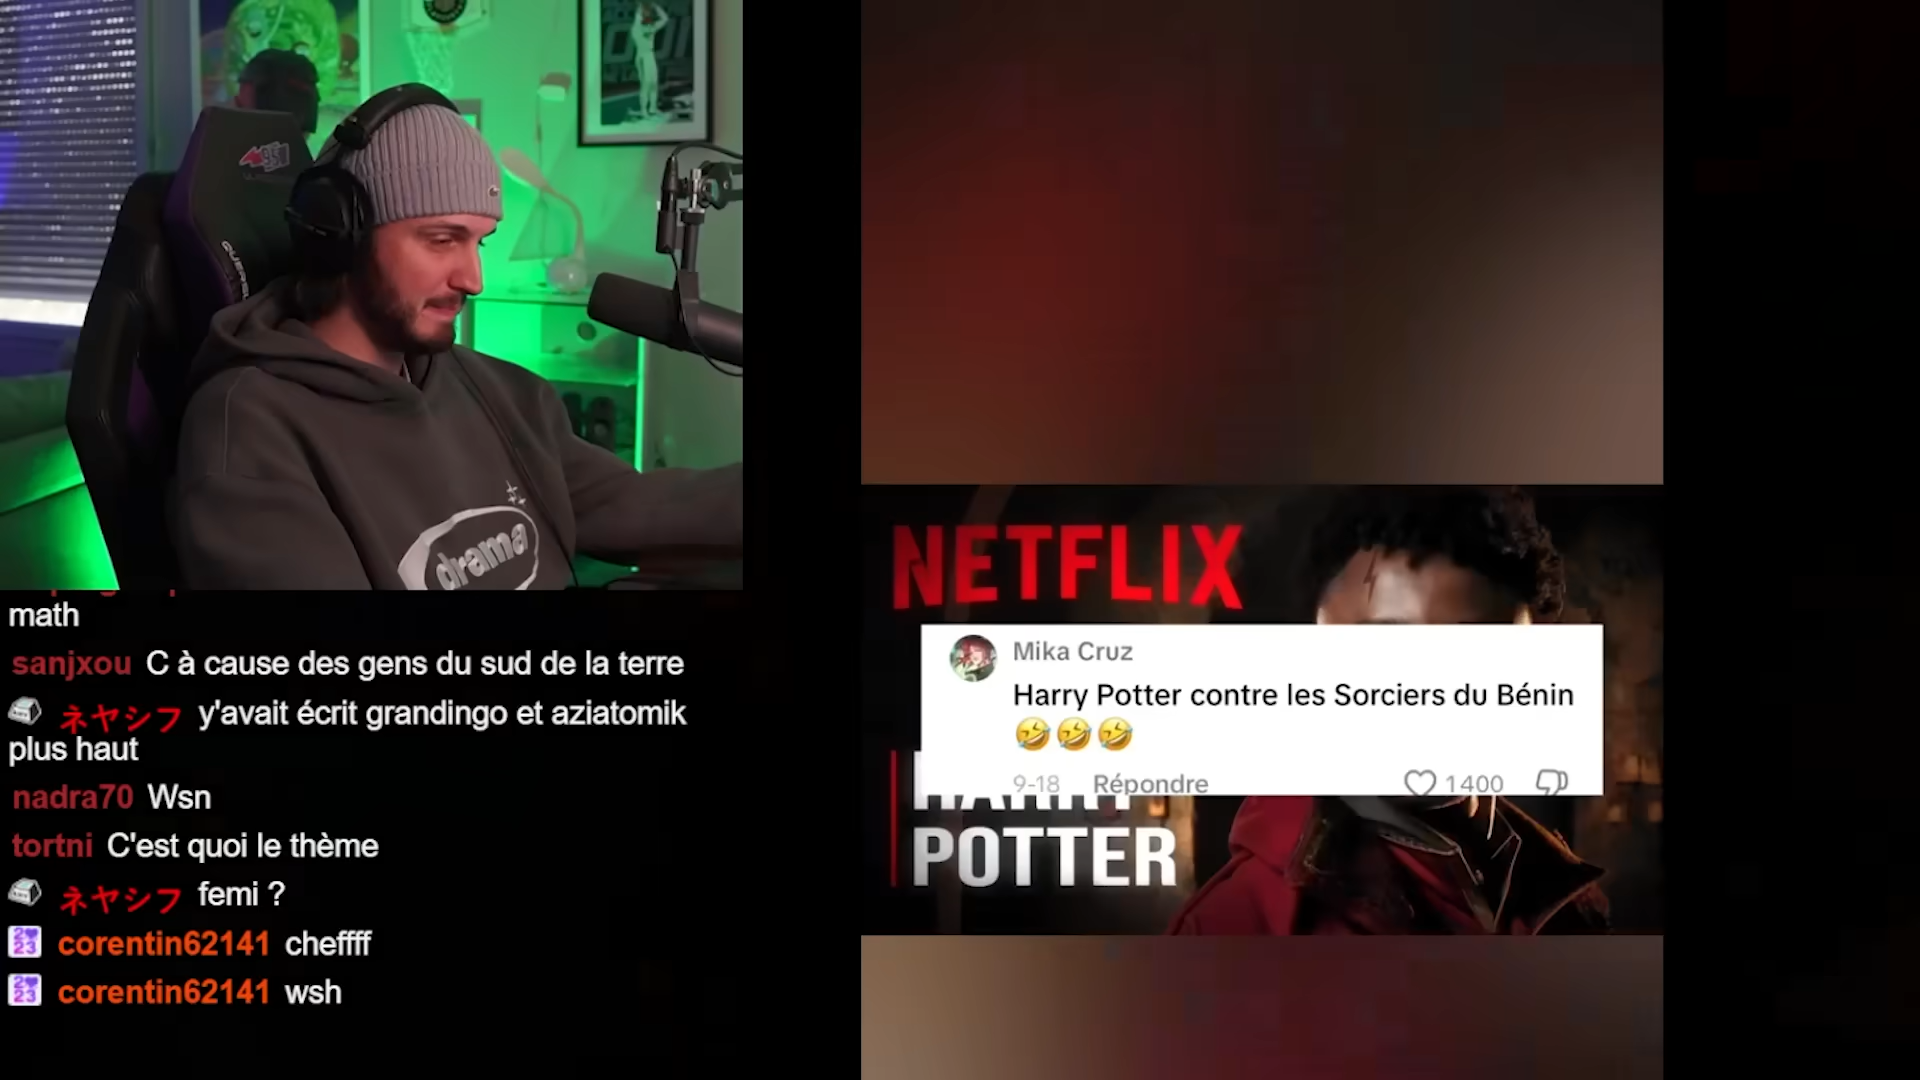 drama
math
sanjxou C à cause des gens du sud de la terre
ネヤシフ y'avait écrit grandingo et aziatomik
plus haut
nadra70 Wsn
tortni C'est quoi le thème
ネヤシフ femi ?
corentin62141 cheffff
corentin62141 wsh
NETFLIX
Mika Cruz
Harry Potter contre les Sorciers du Bénin
🤣🤣🤣
9-18 Répondre 1400
HARRY
POTTER